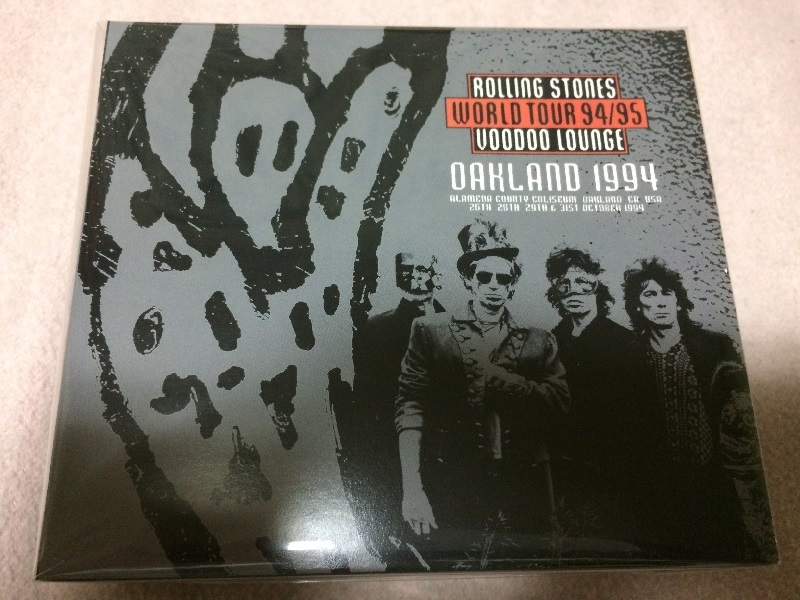 ROLLING STONES
WORLD TOUR 94/95
VOODOO LOUNGE
OAKLAND 1994
ALAMEDA COUNTY COLISEUM OAKLAND CA USA
26TH 28TH 29TH & 31ST OCTOBER 1994